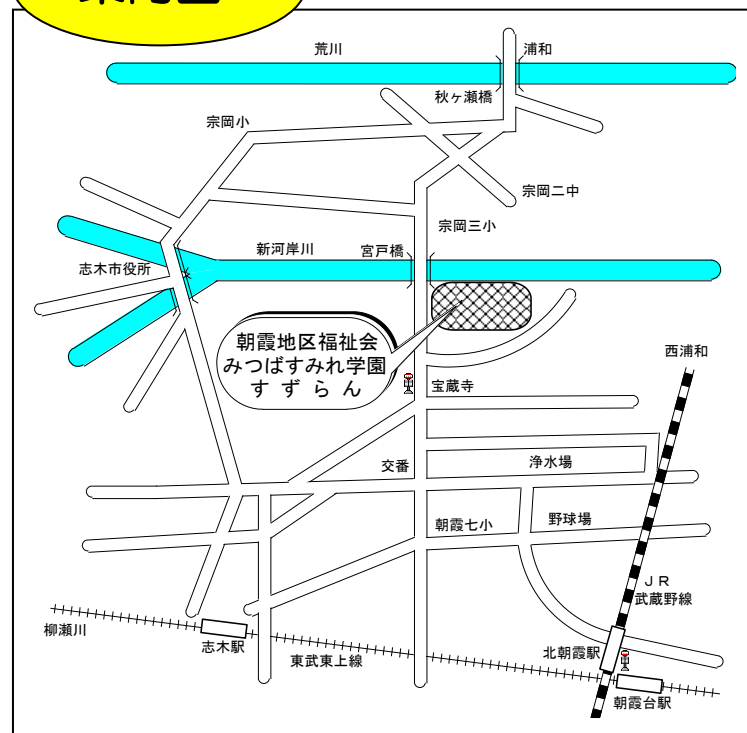 荒川
浦和
秋ヶ瀬橋
宗岡小
宗岡二中
宗岡三小
新河岸川
宮戸橋
志木市役所
朝霞地区福祉会
みつばすみれ学園
すずらん
西浦和
宝蔵寺
交番
浄水場
朝霞七小
野球場
ＪＲ
武蔵野線
柳瀬川
志木駅
東武東上線
北朝霞駅
朝霞台駅